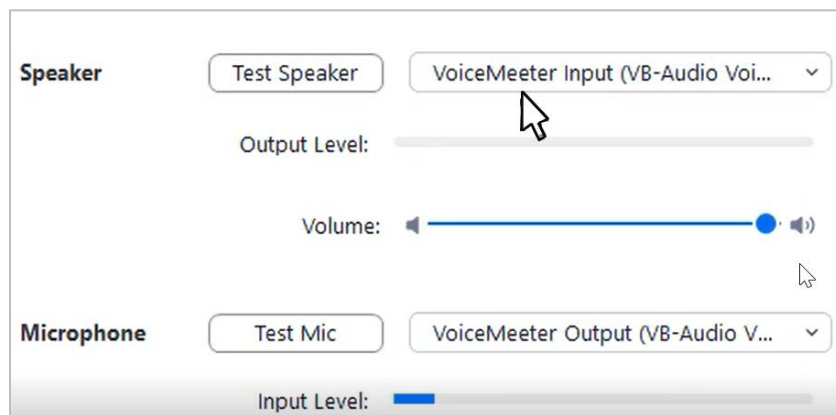 Speaker Test Speaker VoiceMeeter Input (VB-Audio Voi...
Output Level:
Volume:
Microphone Test Mic VoiceMeeter Output (VB-Audio V...
Input Level: